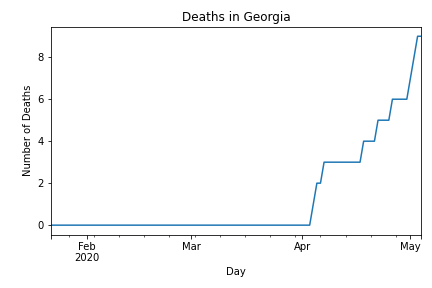 Deaths in Georgia
Number of Deaths
8
6
4
2
0
Feb
2020
Mar
Apr
May
Day